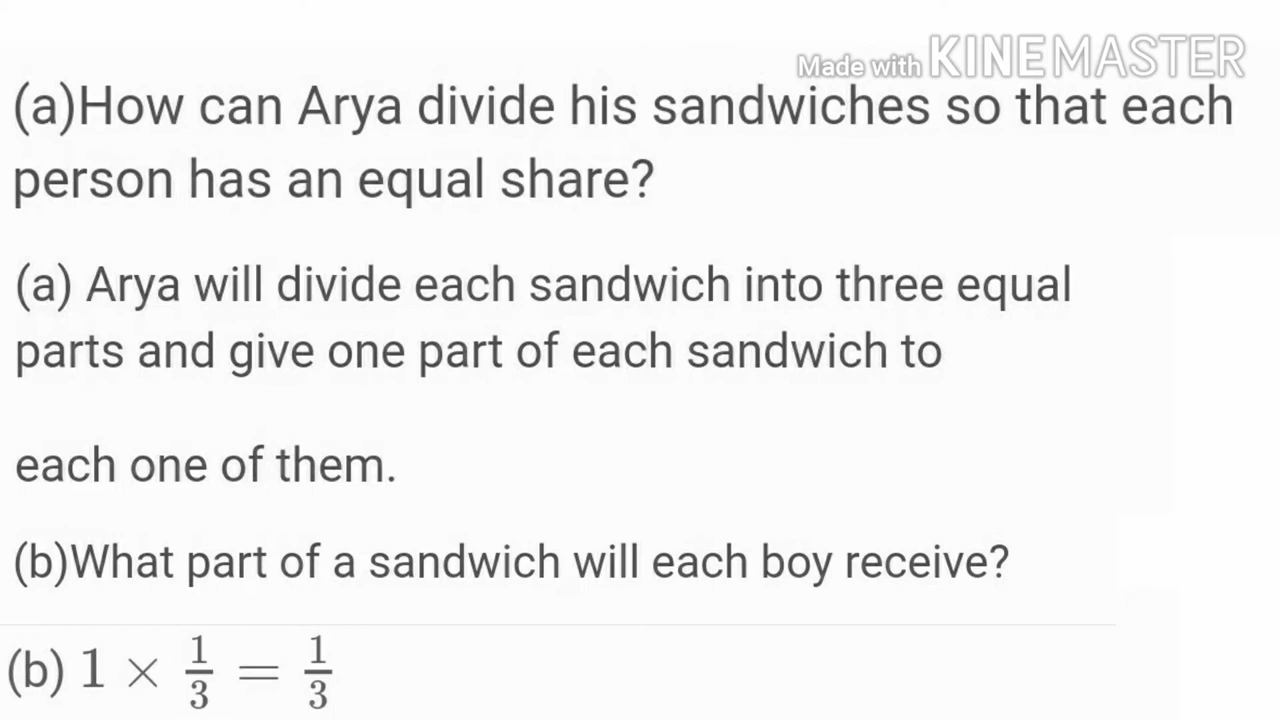 Made with KINEMASTER
(a)How can Arya divide his sandwiches so that each
person has an equal share?
(a) Arya will divide each sandwich into three equal
parts and give one part of each sandwich to
each one of them.
(b)What part of a sandwich will each boy receive?
(b) 1 × 1/3 = 1/3